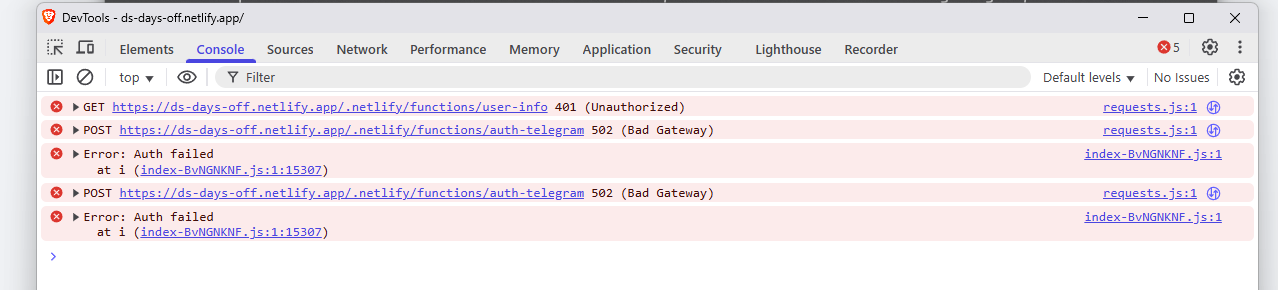 DevTools - ds-days-off.netlify.app/
Elements Console Sources Network Performance Memory Application Security Lighthouse Recorder 5
top Filter Default levels No Issues
GET https://ds-days-off.netlify.app/.netlify/functions/user-info 401 (Unauthorized) requests.js:1
POST https://ds-days-off.netlify.app/.netlify/functions/auth-telegram 502 (Bad Gateway) requests.js:1
Error: Auth failed index-BvNGNKNF.js:1
at i (index-BvNGNKNF.js:1:15307)
POST https://ds-days-off.netlify.app/.netlify/functions/auth-telegram 502 (Bad Gateway) requests.js:1
Error: Auth failed index-BvNGNKNF.js:1
at i (index-BvNGNKNF.js:1:15307)